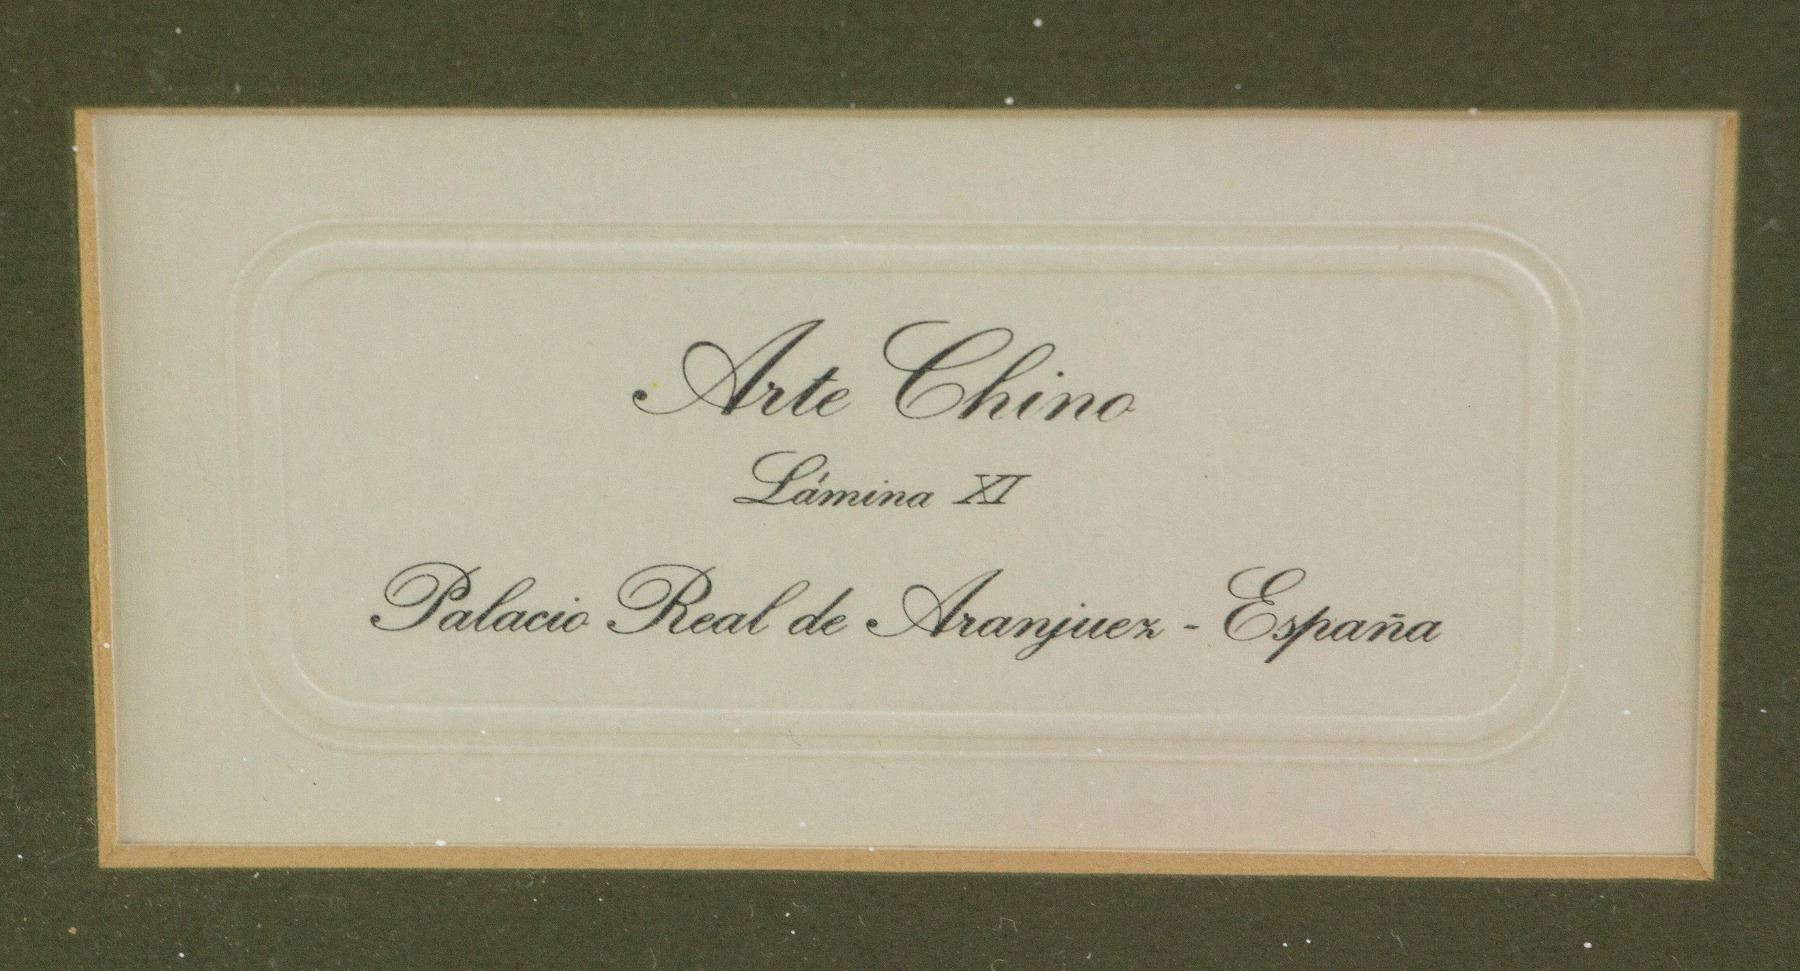 Arte Chino
Lámina XI
Palacio Real de Aranjuez - España